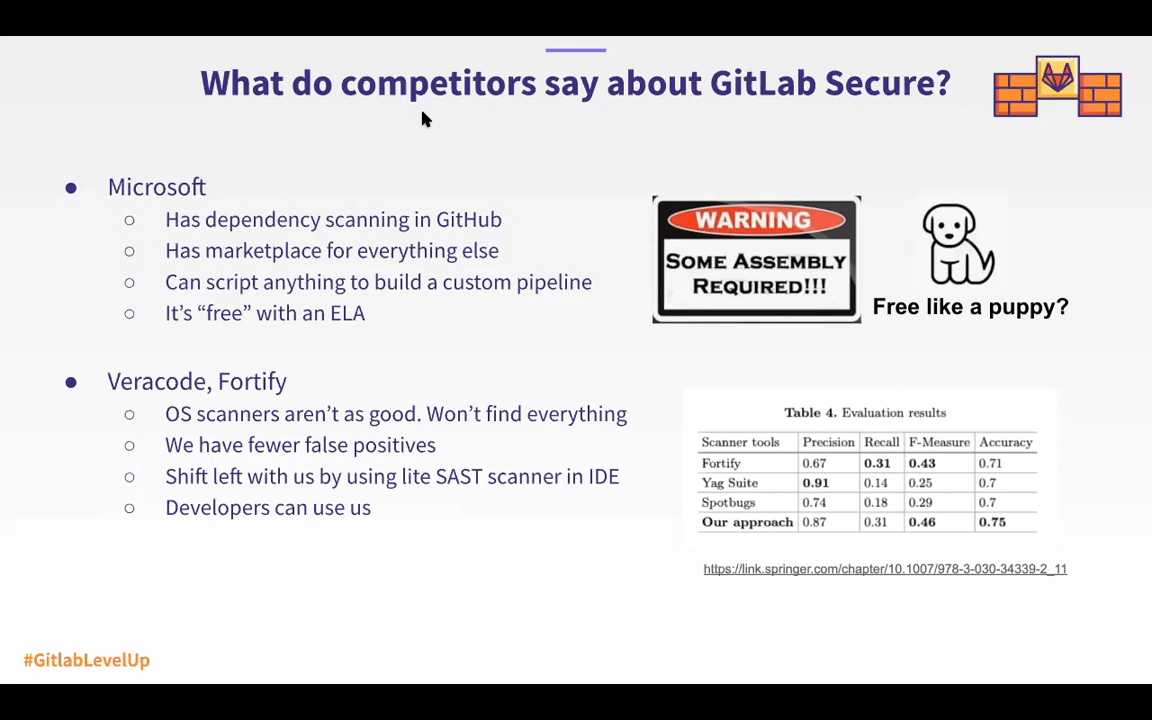 What do competitors say about GitLab Secure?
Microsoft
Has dependency scanning in GitHub
Has marketplace for everything else
Can script anything to build a custom pipeline
It’s “free” with an ELA
WARNING
SOME ASSEMBLY
REQUIRED!!!
Free like a puppy?
Veracode, Fortify
OS scanners aren’t as good. Won’t find everything
We have fewer false positives
Shift left with us by using lite SAST scanner in IDE
Developers can use us
Table 4. Evaluation results
Scanner tools Precision Recall F-Measure Accuracy
Fortify 0.67 0.31 0.43 0.71
Yag Suite 0.91 0.14 0.25 0.7
Spotbugs 0.74 0.18 0.29 0.7
Our approach 0.87 0.31 0.46 0.75
https://link.springer.com/chapter/10.1007/978-3-030-34339-2_11
#GitlabLevelUp